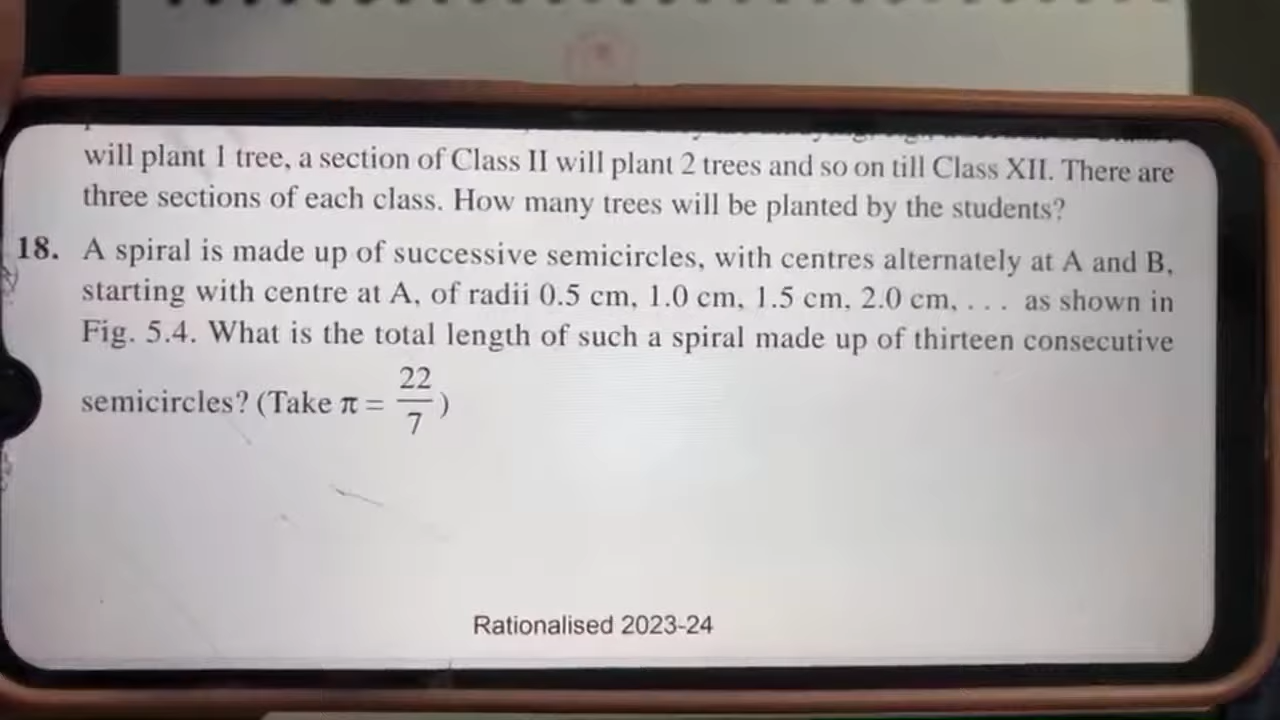 will plant 1 tree, a section of Class II will plant 2 trees and so on till Class XII. There are
three sections of each class. How many trees will be planted by the students?
18. A spiral is made up of successive semicircles, with centres alternately at A and B,
starting with centre at A, of radii 0.5 cm, 1.0 cm, 1.5 cm, 2.0 cm, . . . as shown in
Fig. 5.4. What is the total length of such a spiral made up of thirteen consecutive
semicircles? (Take π = 22/7)
Rationalised 2023-24